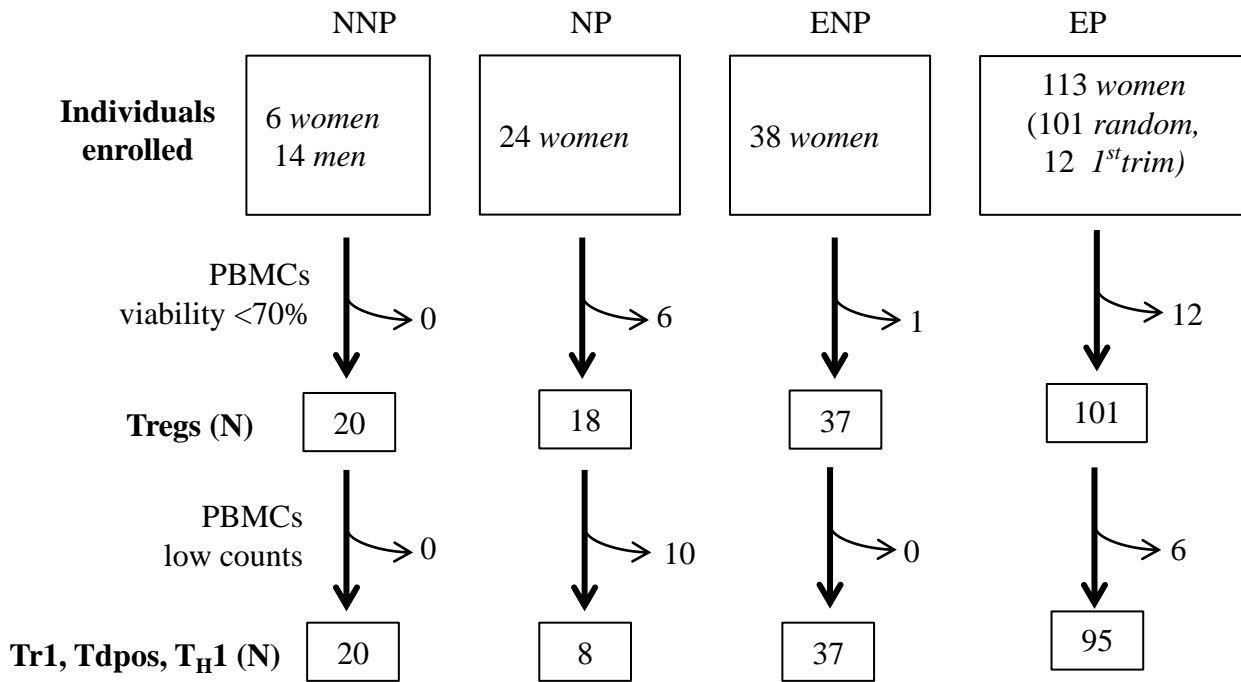 NNP NP ENP EP
Individuals
enrolled
6 women
14 men
24 women
38 women
113 women
(101 random,
12 1st trim)
PBMCs
viability <70%
0 6 1 12
Tregs (N) 20 18 37 101
PBMCs
low counts
0 10 0 6
Tr1, Tdpos, TH1 (N) 20 8 37 95